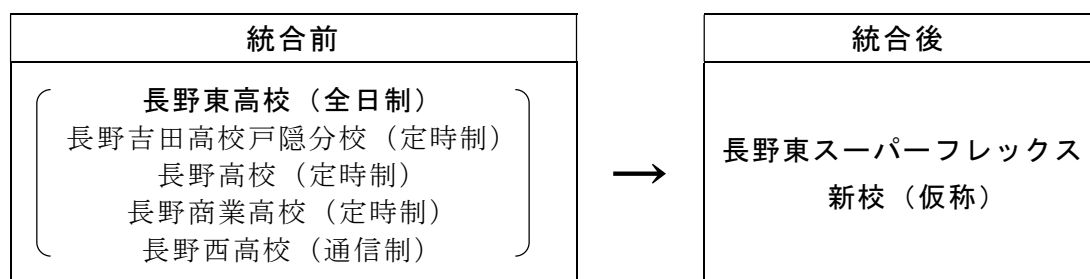 統合前
長野東高校（全日制）
長野吉田高校戸隠分校（定時制）
長野高校（定時制）
長野商業高校（定時制）
長野西高校（通信制）
→
統合後
長野東スーパーフレックス
新校（仮称）